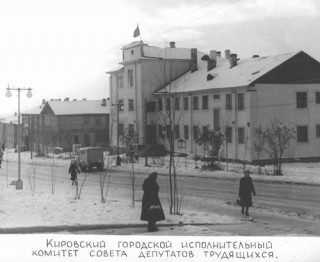 Кировский городской исполнительный
комитет совета депутатов трудящихся.